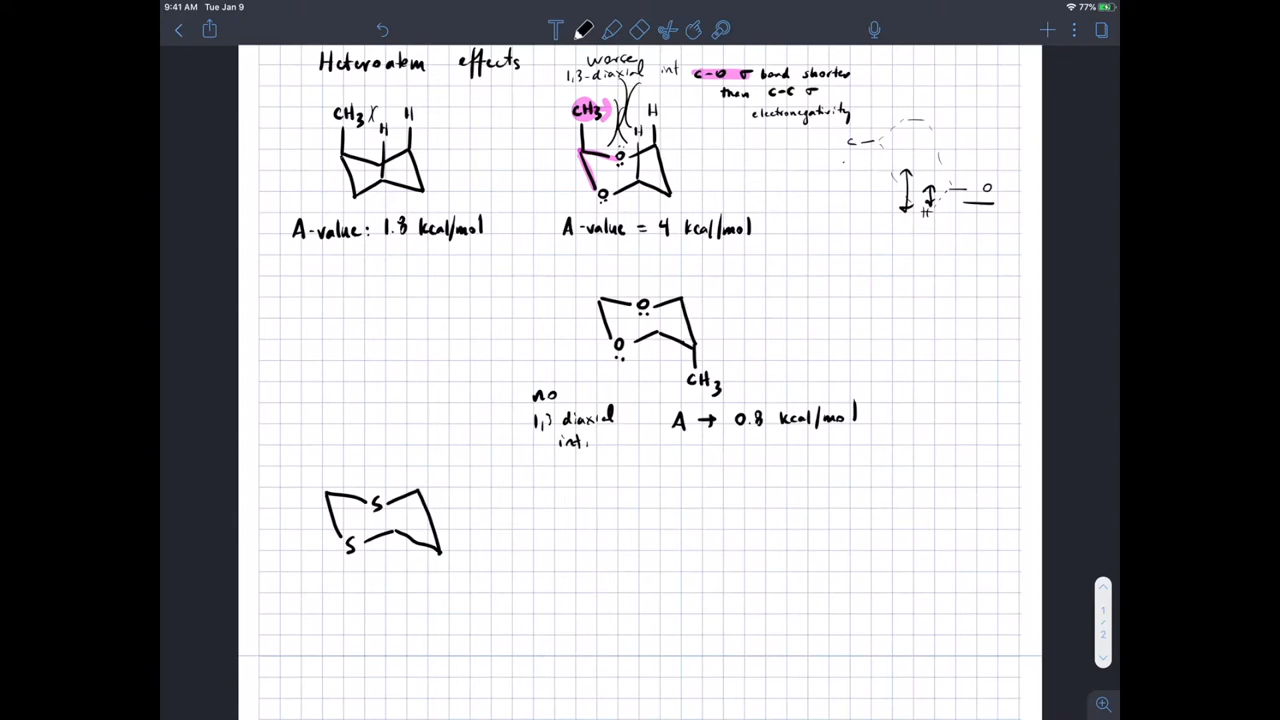 9:41 AM Tue Jan 9
77%
Heteroatom effects
worse
1,3-diaxial int
C-O σ bond shorter
than C-C σ
electronegativity
CH3
H
H
CH3
H
H
O
O
C
H
O
A-value: 1.8 kcal/mol
A-value = 4 kcal/mol
O
O
CH3
no
1,3 diaxial
int.
A → 0.8 kcal/mol
S
S
1
/
2